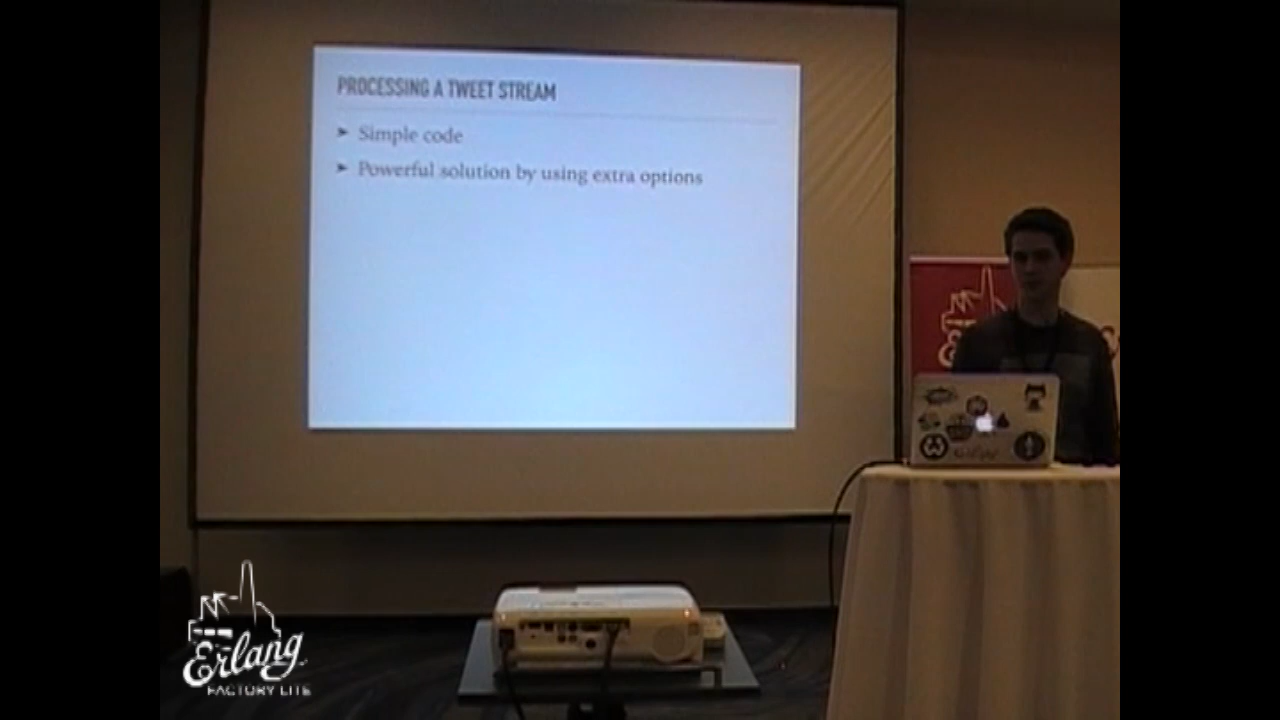 PROCESSING A TWEET STREAM
➤ Simple code
➤ Powerful solution by using extra options
Erlang
FACTORY LITE